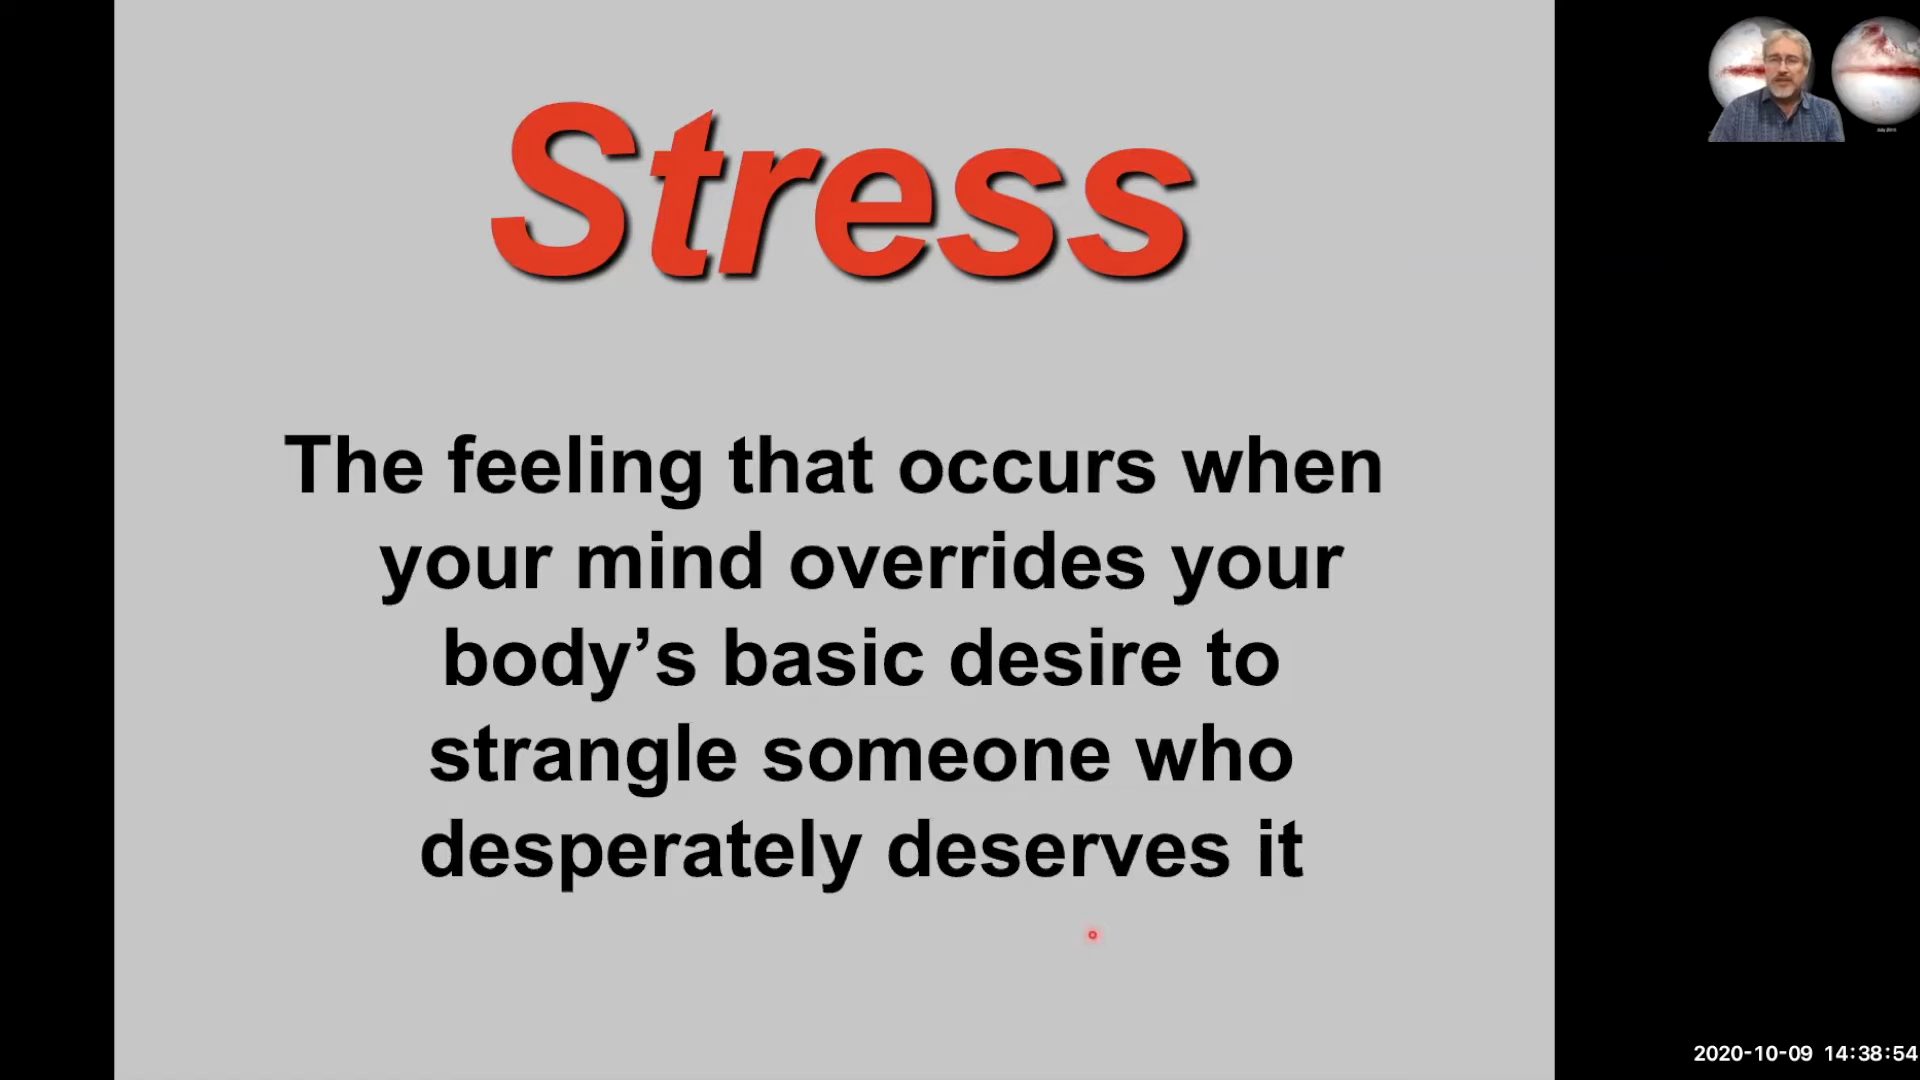 Stress
The feeling that occurs when
your mind overrides your
body’s basic desire to
strangle someone who
desperately deserves it
2020-10-09 14:38:54